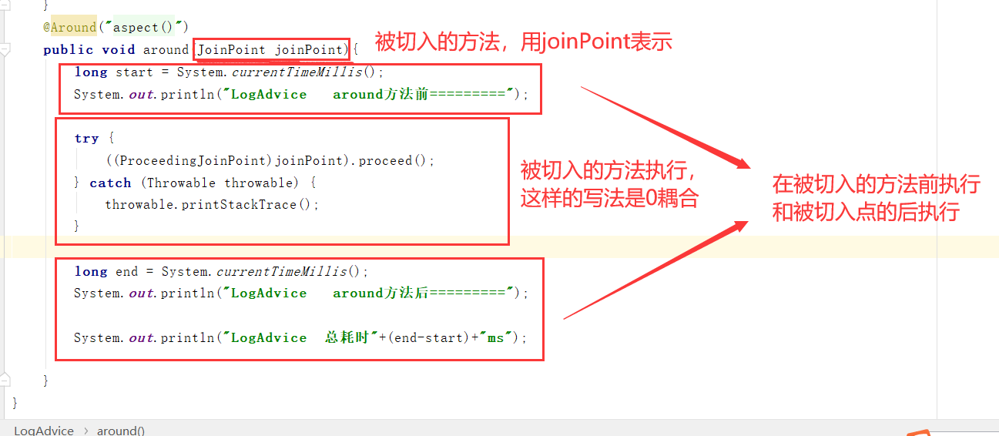 }
@Around("aspect()")
public void around(JoinPoint joinPoint){
被切入的方法，用joinPoint表示
long start = System.currentTimeMillis();
System.out.println("LogAdvice   around方法前=========");
try {
((ProceedingJoinPoint)joinPoint).proceed();
} catch (Throwable throwable) {
throwable.printStackTrace();
}
被切入的方法执行，
这样的写法是0耦合
在被切入的方法前执行
和被切入点的后执行
long end = System.currentTimeMillis();
System.out.println("LogAdvice   around方法后=========");
System.out.println("LogAdvice  总耗时"+(end-start)+"ms");
}
}
LogAdvice > around()